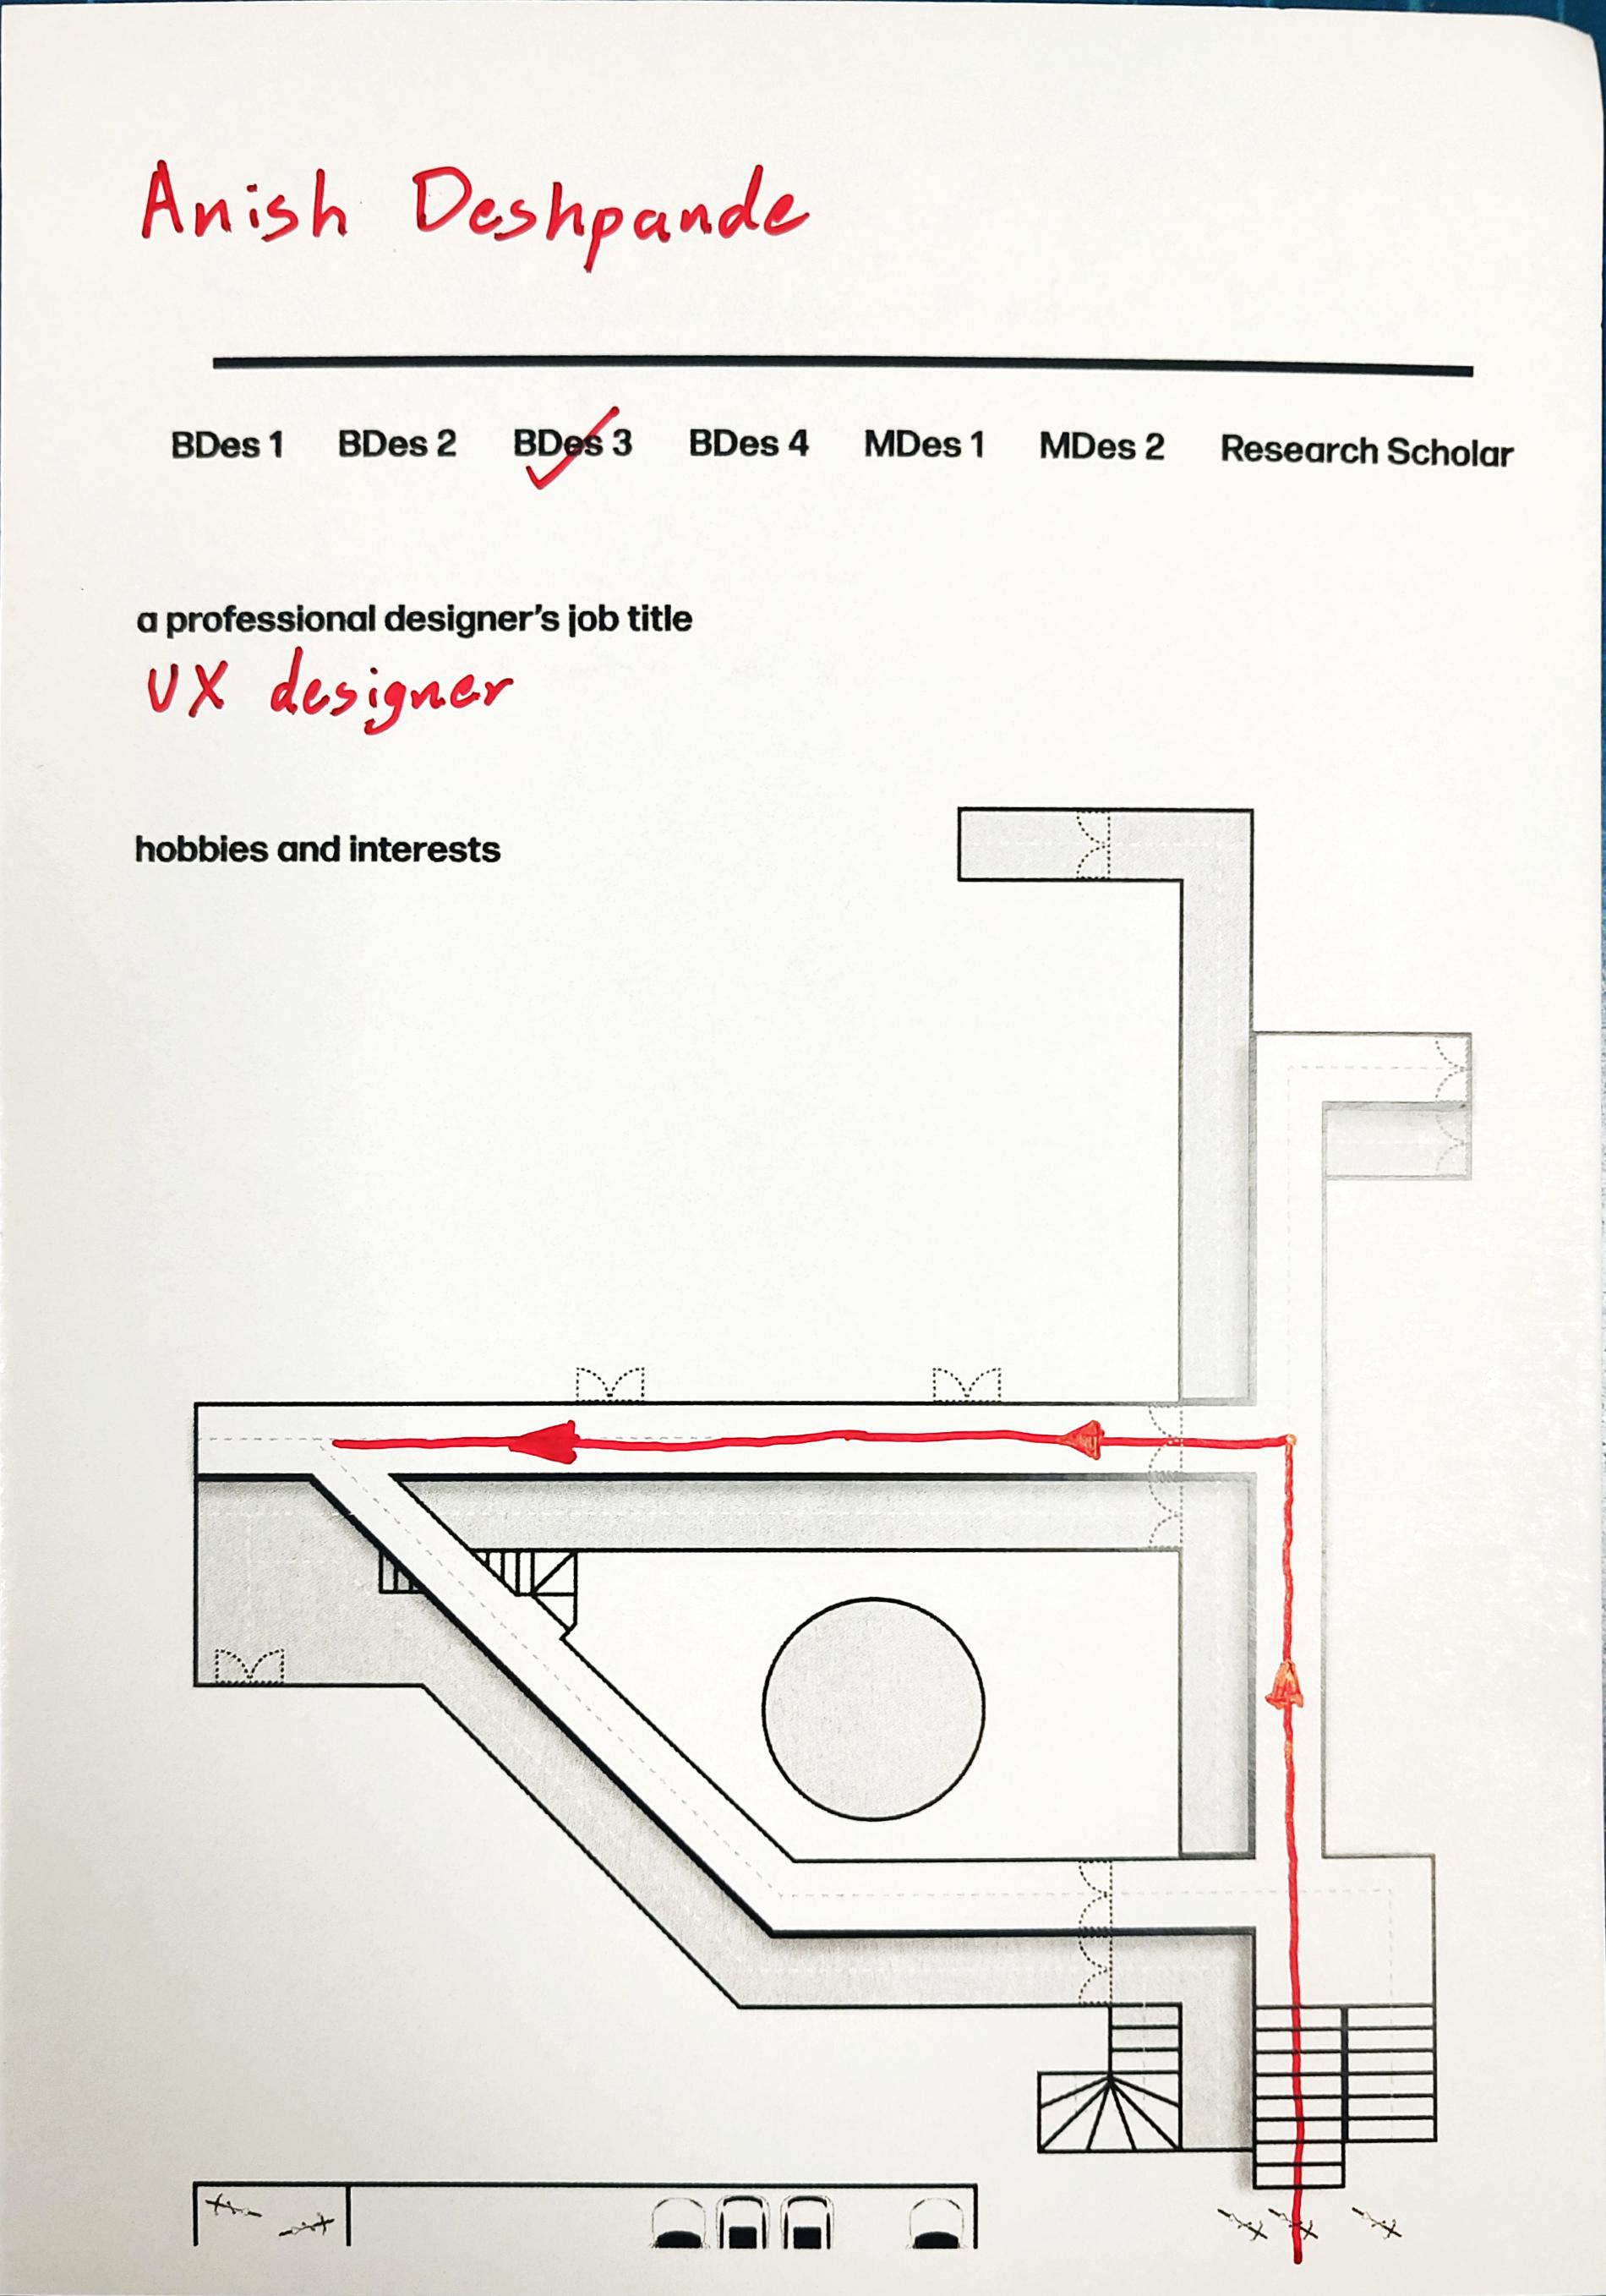 Anish Deshpande
BDes 1 BDes 2 BDes 3 BDes 4 MDes 1 MDes 2 Research Scholar
a professional designer's job title
UX designer
hobbies and interests